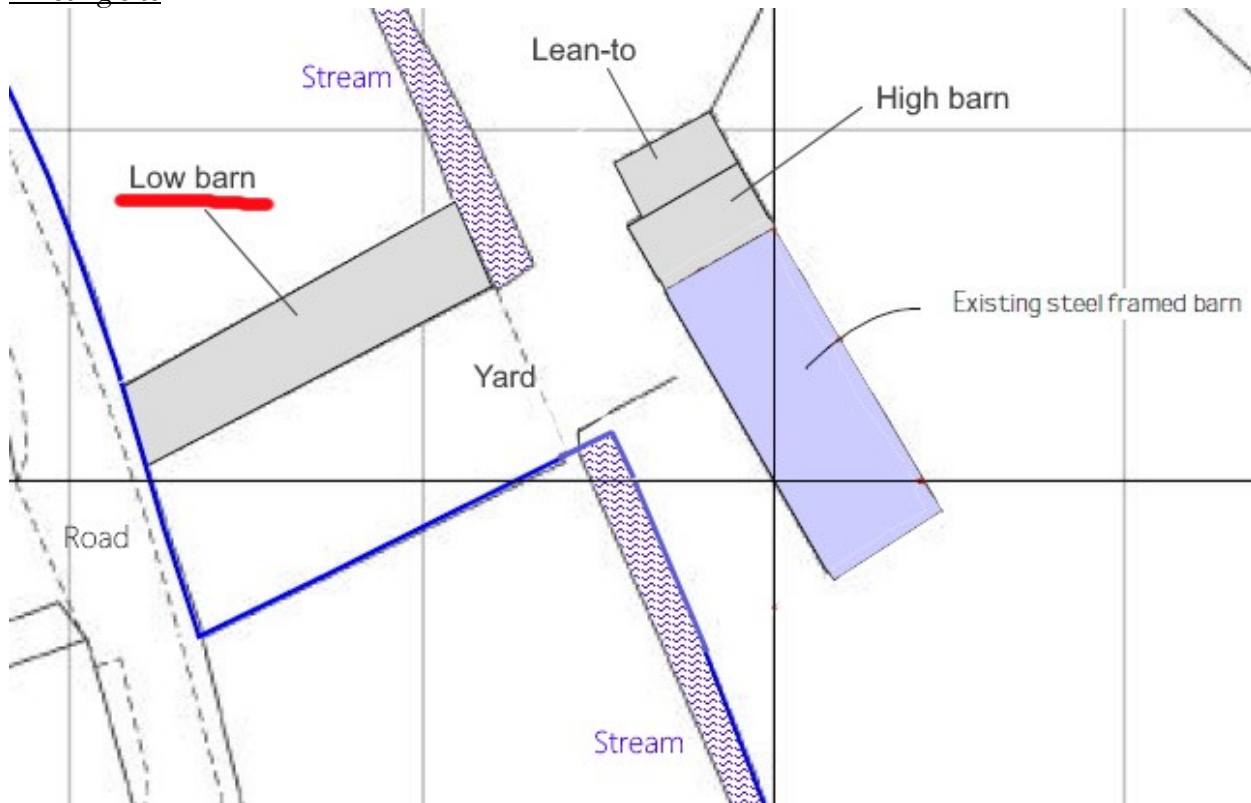 Stream
Lean-to
High barn
Low barn
Existing steel framed barn
Yard
Road
Stream